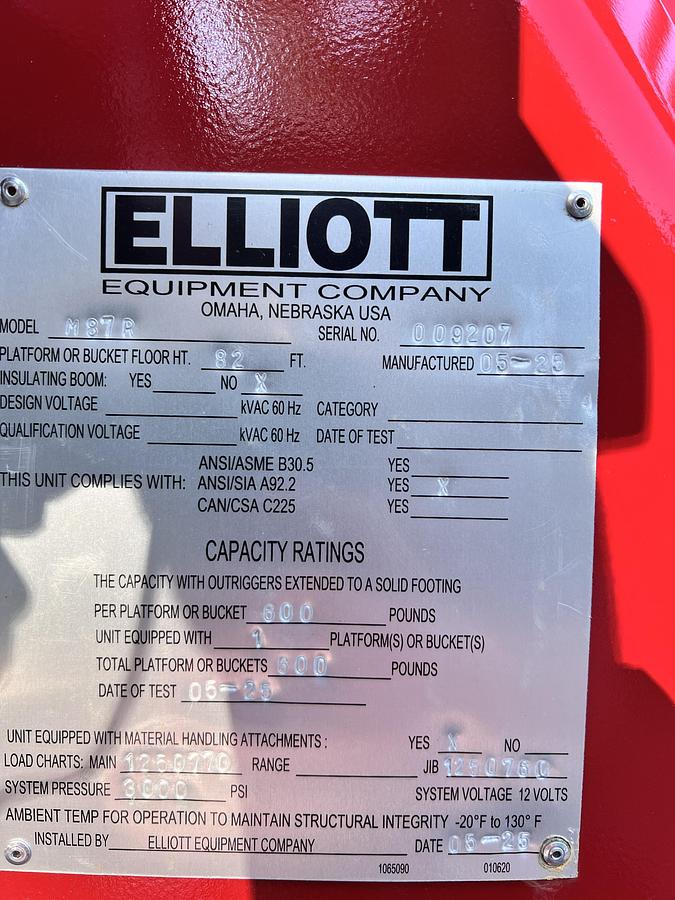 ELLIOTT
EQUIPMENT COMPANY
OMAHA, NEBRASKA USA
MODEL M87R SERIAL NO. 009207
PLATFORM OR BUCKET FLOOR HT. 82 FT. MANUFACTURED 05-25
INSULATING BOOM: YES NO X
DESIGN VOLTAGE kVAC 60 Hz CATEGORY
QUALIFICATION VOLTAGE kVAC 60 Hz DATE OF TEST
ANSI/ASME B30.5 YES
THIS UNIT COMPLIES WITH: ANSI/SIA A92.2 YES X
CAN/CSA C225 YES
CAPACITY RATINGS
THE CAPACITY WITH OUTRIGGERS EXTENDED TO A SOLID FOOTING
PER PLATFORM OR BUCKET 600 POUNDS
UNIT EQUIPPED WITH 1 PLATFORM(S) OR BUCKET(S)
TOTAL PLATFORM OR BUCKETS 600 POUNDS
DATE OF TEST 05-25
UNIT EQUIPPED WITH MATERIAL HANDLING ATTACHMENTS : YES X NO
LOAD CHARTS: MAIN 1250770 RANGE JIB 1250760
SYSTEM PRESSURE 3000 PSI SYSTEM VOLTAGE 12 VOLTS
AMBIENT TEMP FOR OPERATION TO MAINTAIN STRUCTURAL INTEGRITY -20°F to 130° F
INSTALLED BY ELLIOTT EQUIPMENT COMPANY DATE 05-25
1065090 010620